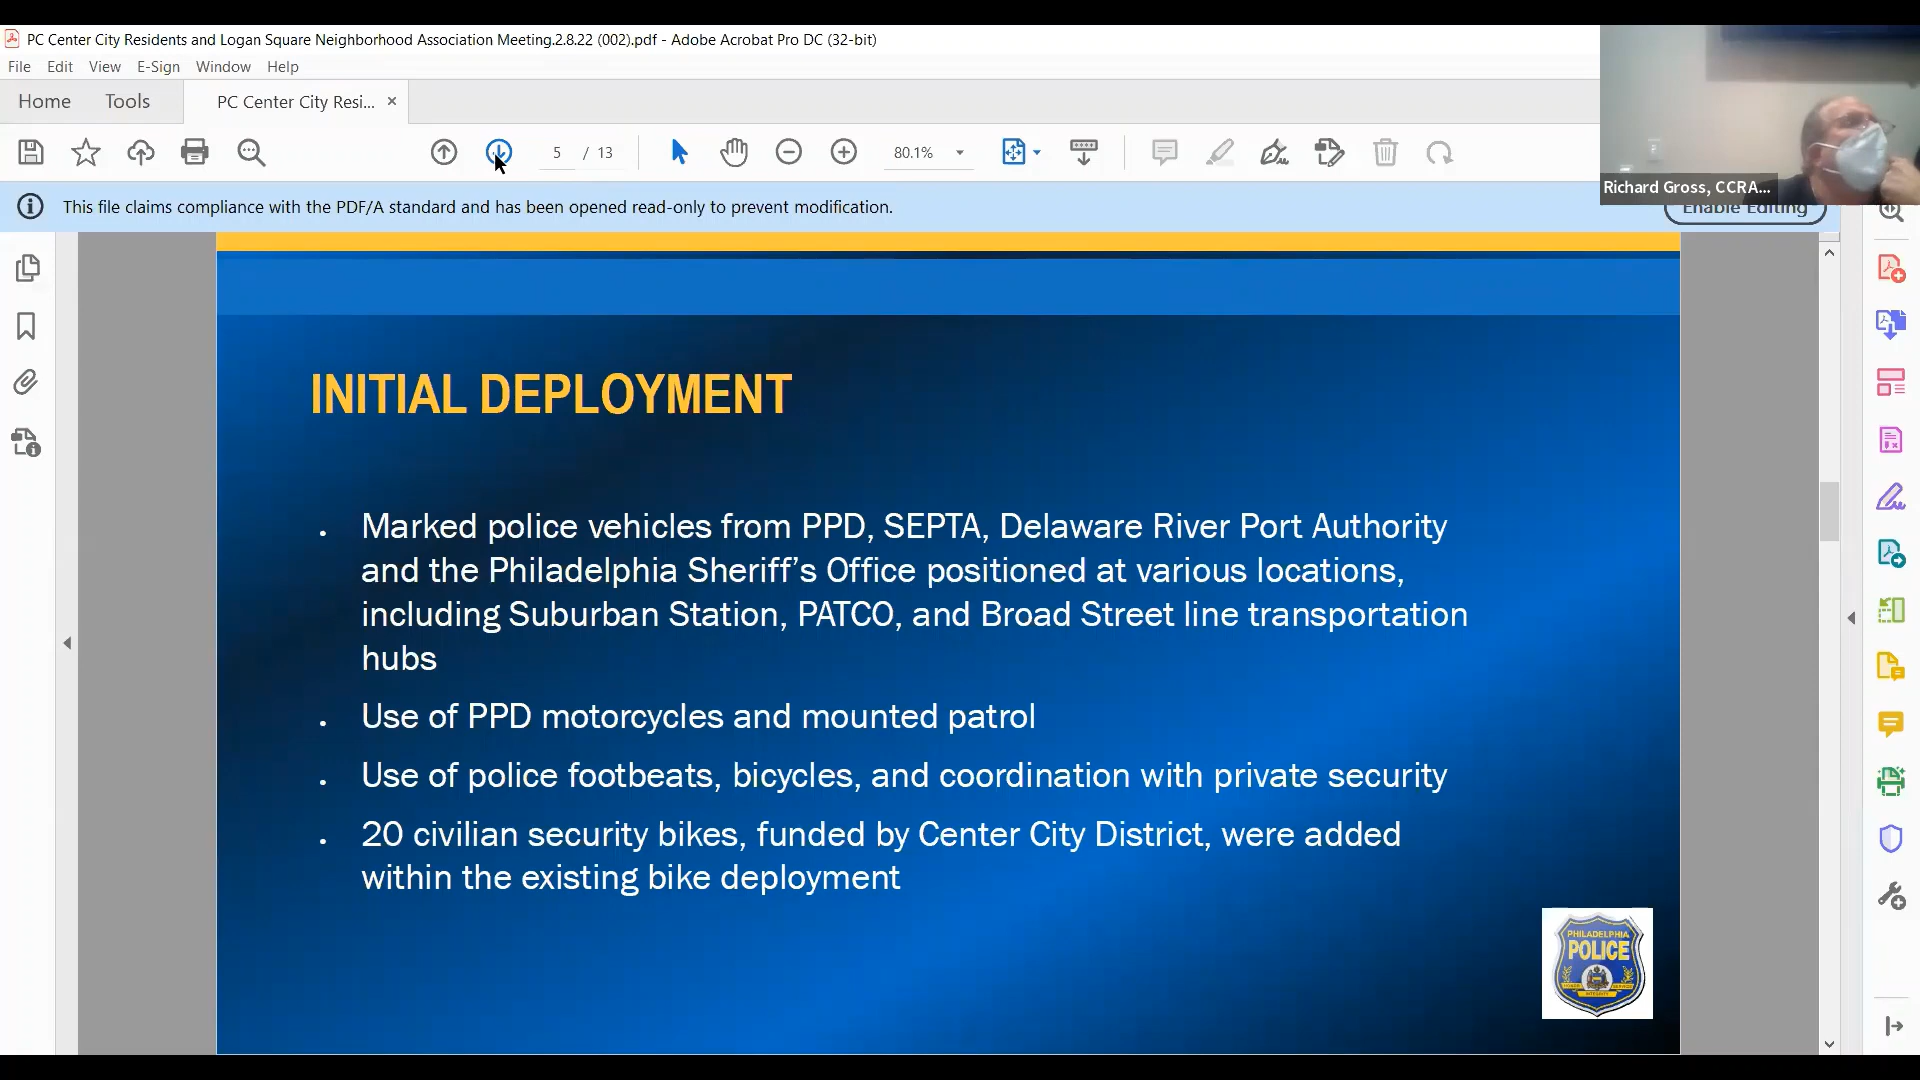 PC Center City Residents and Logan Square Neighborhood Association Meeting.2.8.22 (002).pdf - Adobe Acrobat Pro DC (32-bit)
File Edit View E-Sign Window Help
Home Tools PC Center City Resi... ×
5 / 13 80.1%
Richard Gross, CCRA...
This file claims compliance with the PDF/A standard and has been opened read-only to prevent modification. Enable Editing
INITIAL DEPLOYMENT
• Marked police vehicles from PPD, SEPTA, Delaware River Port Authority
and the Philadelphia Sheriff’s Office positioned at various locations,
including Suburban Station, PATCO, and Broad Street line transportation
hubs
• Use of PPD motorcycles and mounted patrol
• Use of police footbeats, bicycles, and coordination with private security
• 20 civilian security bikes, funded by Center City District, were added
within the existing bike deployment
PHILADELPHIA
POLICE
HONOR SERVICE
INTEGRITY